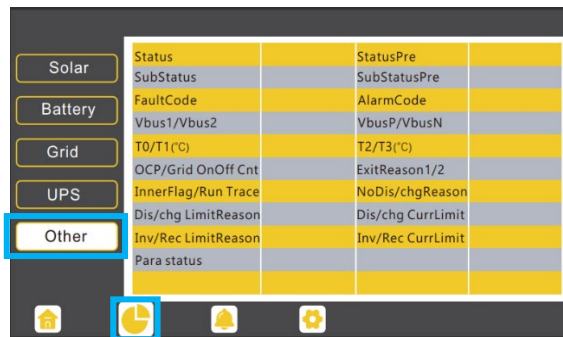 Solar
Battery
Grid
UPS
Other
Status StatusPre
SubStatus SubStatusPre
FaultCode AlarmCode
Vbus1/Vbus2 VbusP/VbusN
T0/T1(℃) T2/T3(℃)
OCP/Grid OnOff Cnt ExitReason1/2
InnerFlag/Run Trace NoDis/chgReason
Dis/chg LimitReason Dis/chg CurrLimit
Inv/Rec LimitReason Inv/Rec CurrLimit
Para status